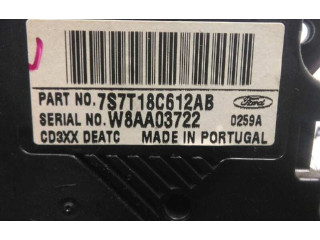 PART NO. 7S7T18C612AB
Ford
SERIAL NO. W8AA03722 0259A
CD3XX DEATC MADE IN PORTUGAL